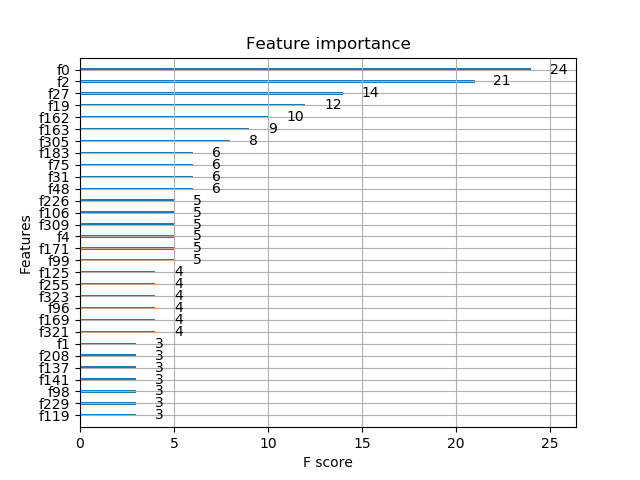 Feature importance
f0 24
f2 21
f27 14
f19 12
f162 10
f163 9
f305 8
f183 6
f75 6
f31 6
f48 6
f226 5
f106 5
f309 5
f4 5
f171 5
f99 5
f125 4
f255 4
f323 4
f96 4
f169 4
f321 4
f1 3
f208 3
f137 3
f141 3
f98 3
f229 3
f119 3
Features
0 5 10 15 20 25
F score